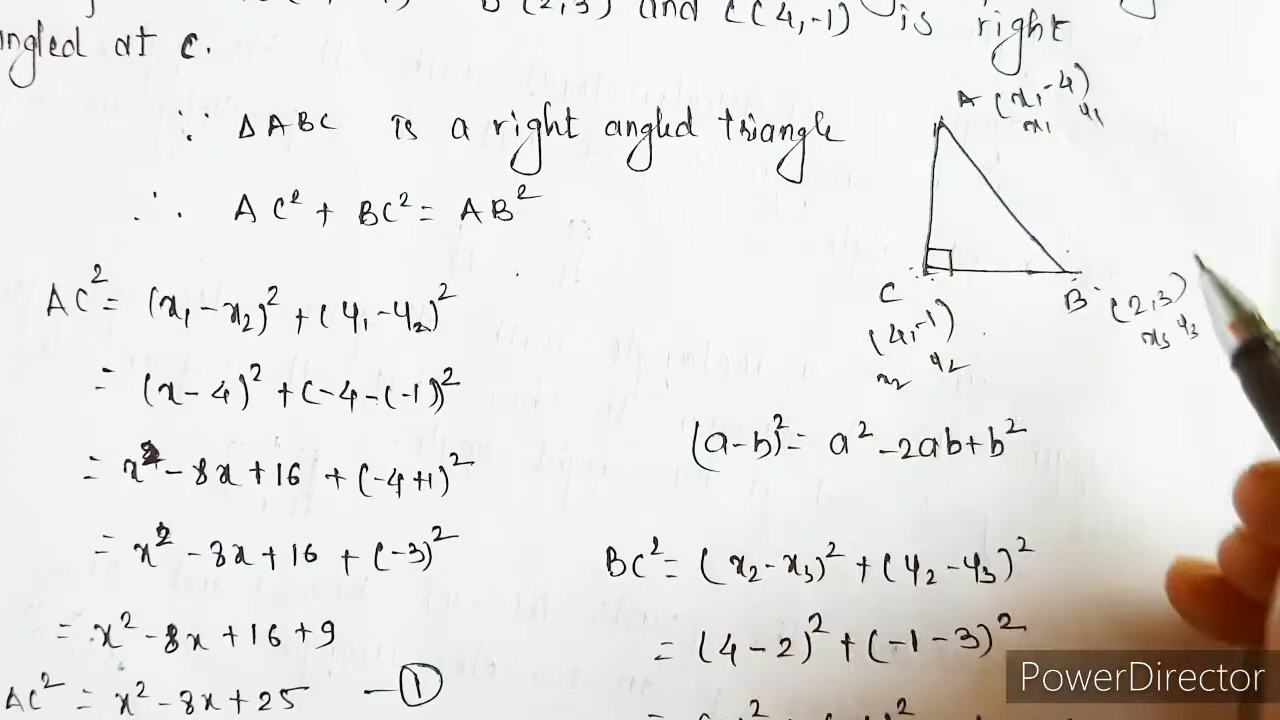 B (2,3) and C(4,-1) is right
angled at C.
∵ ΔABC is a right angled triangle
∴ AC² + BC² = AB²
A (x,-4)
x₁ y₁
C
(4,-1)
x₂ y₂
B (2,3)
x₃ y₃
AC² = (x₁-x₂)² + (y₁-y₂)²
= (x-4)² + (-4-(-1)²
= x² - 8x + 16 + (-4+1)²
= x² - 8x + 16 + (-3)²
= x² - 8x + 16 + 9
AC² = x² - 8x + 25 —①
(a-b)² = a² - 2ab + b²
BC² = (x₂-x₃)² + (y₂-y₃)²
= (4-2)² + (-1-3)²
PowerDirector